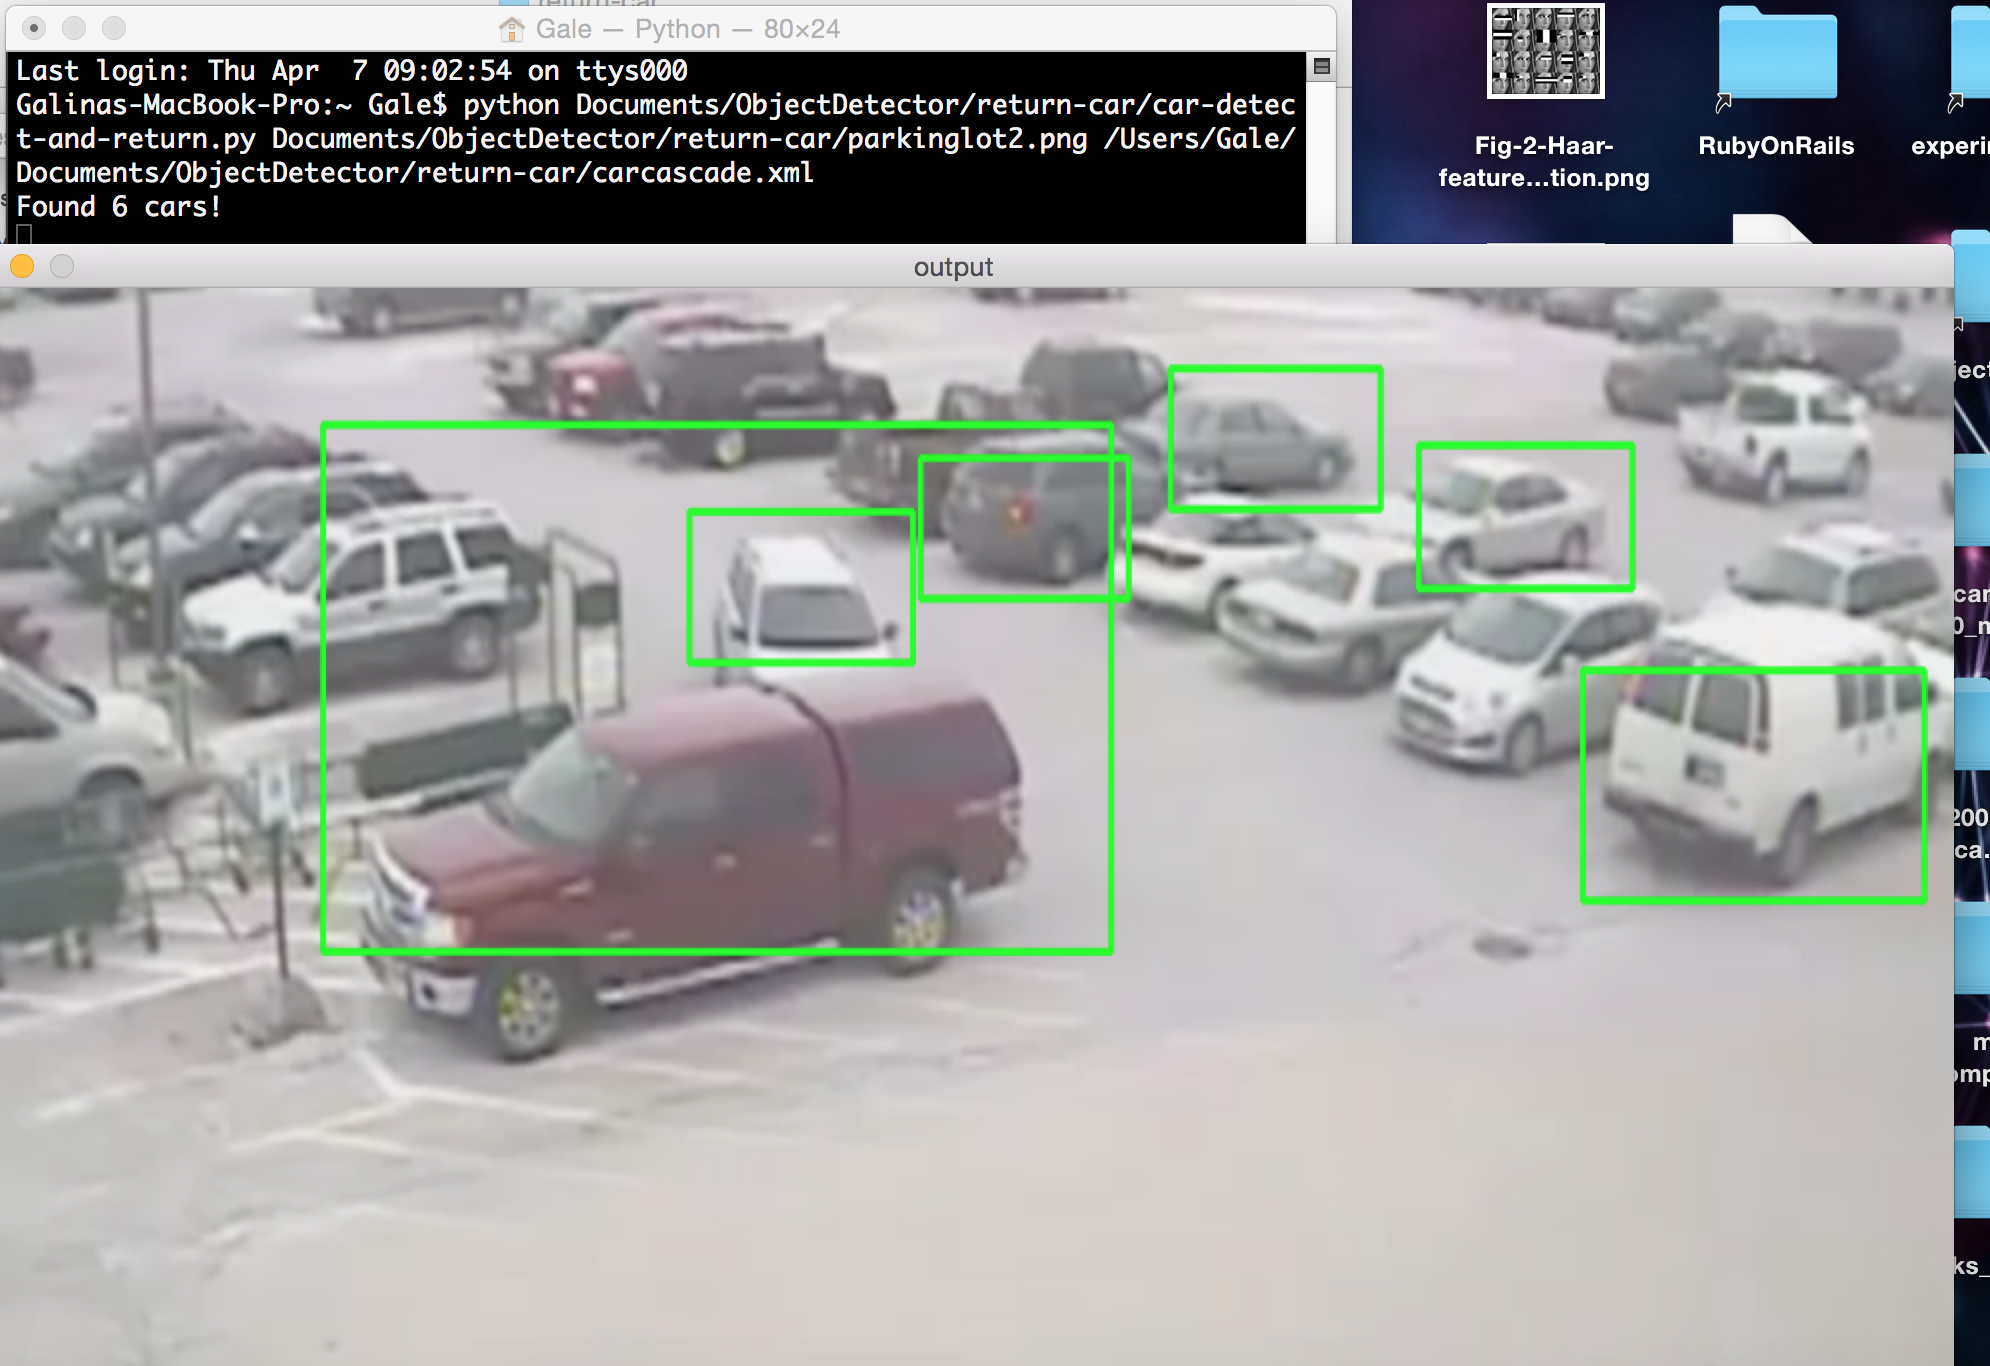 Gale — Python — 80×24
Last login: Thu Apr  7 09:02:54 on ttys000
Galinas-MacBook-Pro:~ Gale$ python Documents/ObjectDetector/return-car/car-detec
t-and-return.py Documents/ObjectDetector/return-car/parkinglot2.png /Users/Gale/
Documents/ObjectDetector/return-car/carcascade.xml
Found 6 cars!
output
Fig-2-Haar-
feature...tion.png
RubyOnRails